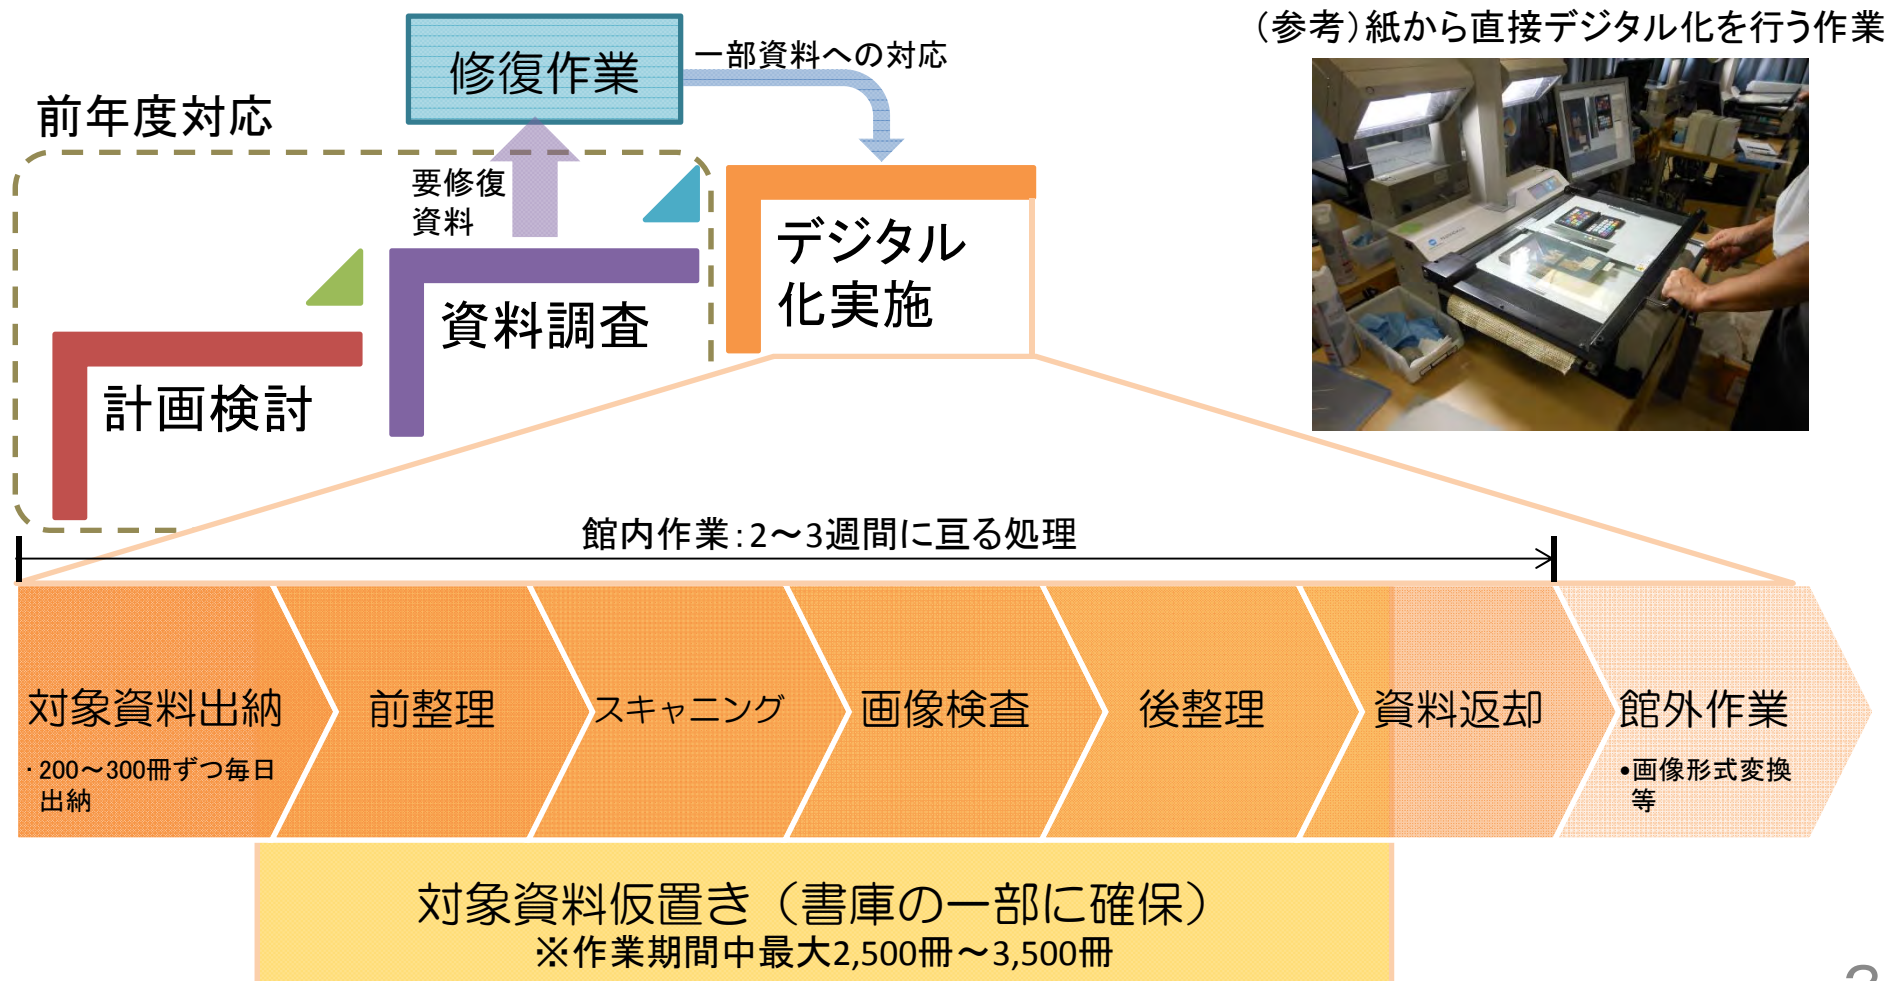 (参考)紙から直接デジタル化を行う作業
修復作業
一部資料への対応
前年度対応
要修復
資料
デジタル
化実施
資料調査
計画検討
館内作業:2～3週間に亘る処理
対象資料出納
・200～300冊ずつ毎日
出納
前整理
スキャニング
画像検査
後整理
資料返却
館外作業
•画像形式変換
等
対象資料仮置き（書庫の一部に確保）
※作業期間中最大2,500冊～3,500冊